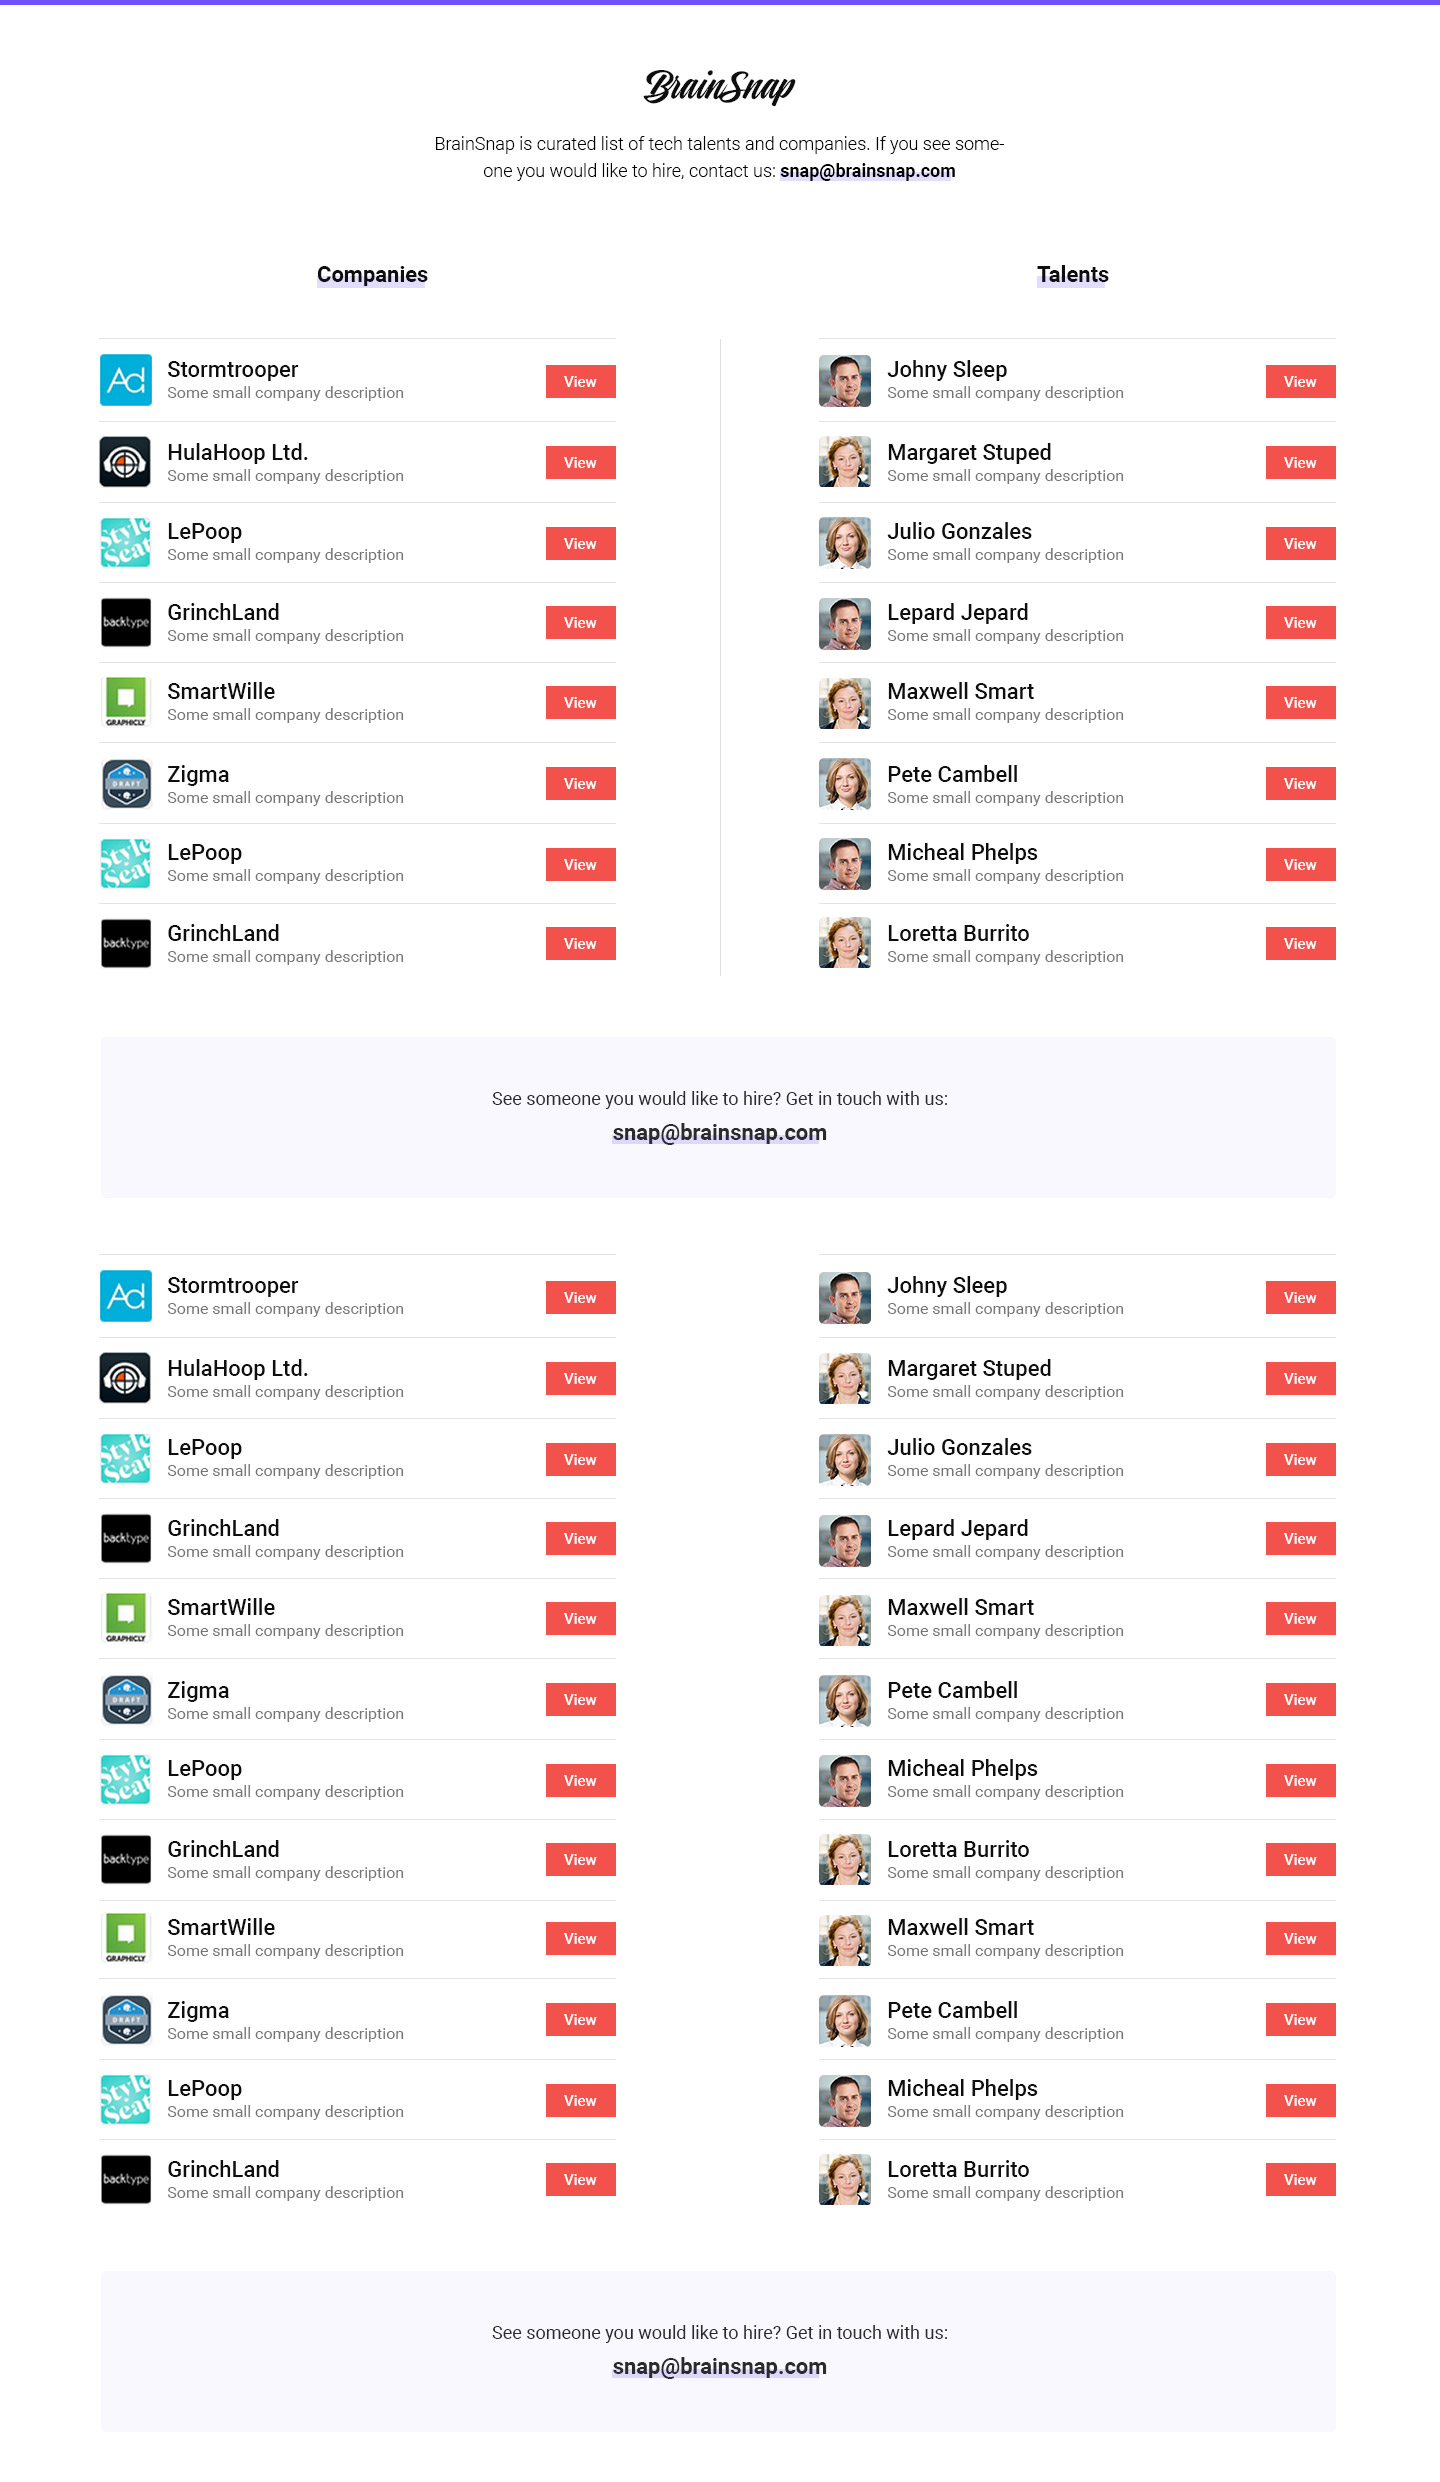 BrainSnap
BrainSnap is curated list of tech talents and companies. If you see some-
one you would like to hire, contact us: snap@brainsnap.com
Companies
Ad
Stormtrooper
Some small company description
View
HulaHoop Ltd.
Some small company description
View
Style
Seat
LePoop
Some small company description
View
backtype
GrinchLand
Some small company description
View
GRAPHICLY
SmartWille
Some small company description
View
DRAFT
Zigma
Some small company description
View
Style
Seat
LePoop
Some small company description
View
backtype
GrinchLand
Some small company description
View
Talents
Johny Sleep
Some small company description
View
Margaret Stuped
Some small company description
View
Julio Gonzales
Some small company description
View
Lepard Jepard
Some small company description
View
Maxwell Smart
Some small company description
View
Pete Cambell
Some small company description
View
Micheal Phelps
Some small company description
View
Loretta Burrito
Some small company description
View
See someone you would like to hire? Get in touch with us:
snap@brainsnap.com
Ad
Stormtrooper
Some small company description
View
HulaHoop Ltd.
Some small company description
View
Style
Seat
LePoop
Some small company description
View
backtype
GrinchLand
Some small company description
View
GRAPHICLY
SmartWille
Some small company description
View
DRAFT
Zigma
Some small company description
View
Style
Seat
LePoop
Some small company description
View
backtype
GrinchLand
Some small company description
View
GRAPHICLY
SmartWille
Some small company description
View
DRAFT
Zigma
Some small company description
View
Style
Seat
LePoop
Some small company description
View
backtype
GrinchLand
Some small company description
View
Johny Sleep
Some small company description
View
Margaret Stuped
Some small company description
View
Julio Gonzales
Some small company description
View
Lepard Jepard
Some small company description
View
Maxwell Smart
Some small company description
View
Pete Cambell
Some small company description
View
Micheal Phelps
Some small company description
View
Loretta Burrito
Some small company description
View
Maxwell Smart
Some small company description
View
Pete Cambell
Some small company description
View
Micheal Phelps
Some small company description
View
Loretta Burrito
Some small company description
View
See someone you would like to hire? Get in touch with us:
snap@brainsnap.com